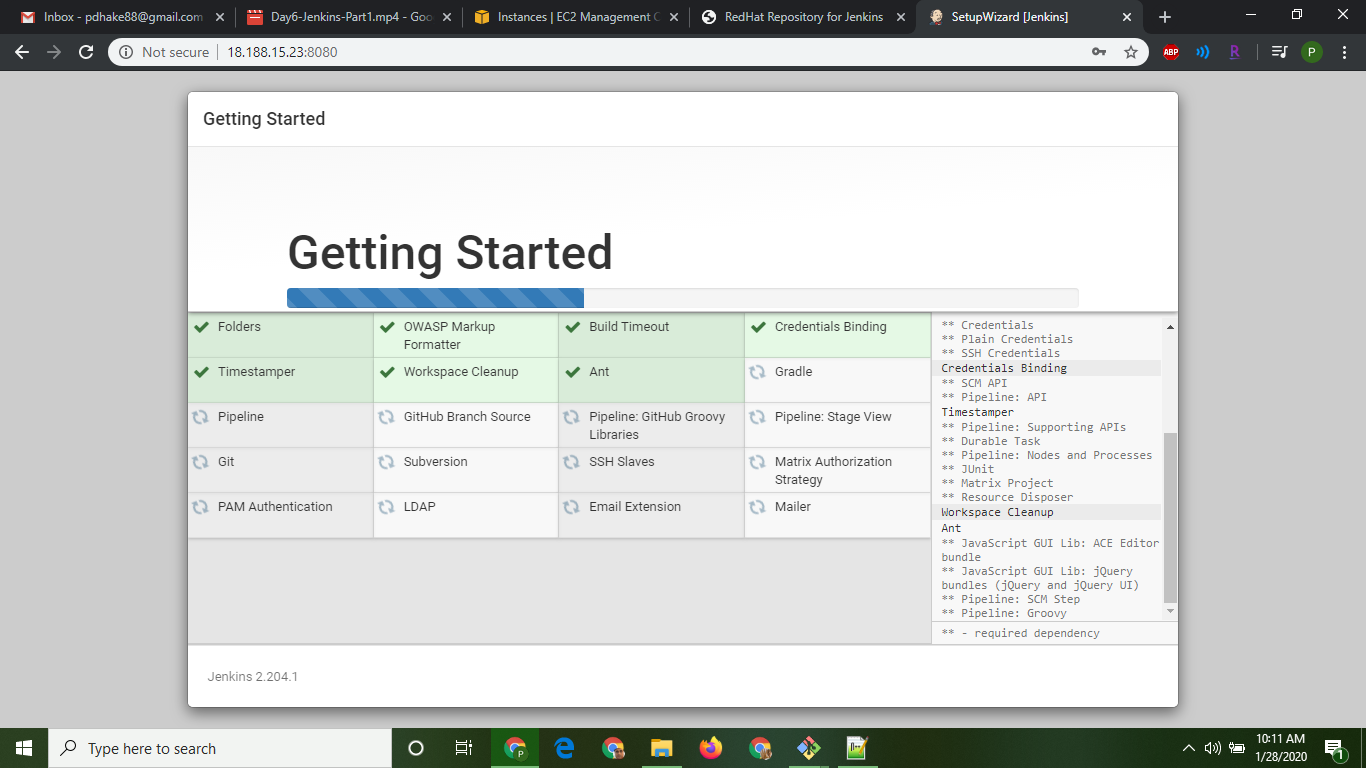 Inbox - pdhake88@gmail.com
Day6-Jenkins-Part1.mp4 - Goo
Instances | EC2 Management C
RedHat Repository for Jenkins
SetupWizard [Jenkins]
Not secure
18.188.15.23:8080
ABP
R
P
Getting Started
Getting Started
Folders
OWASP Markup
Formatter
Build Timeout
Credentials Binding
Timestamper
Workspace Cleanup
Ant
Gradle
Pipeline
GitHub Branch Source
Pipeline: GitHub Groovy
Libraries
Pipeline: Stage View
Git
Subversion
SSH Slaves
Matrix Authorization
Strategy
PAM Authentication
LDAP
Email Extension
Mailer
** Credentials
** Plain Credentials
** SSH Credentials
Credentials Binding
** SCM API
** Pipeline: API
Timestamper
** Pipeline: Supporting APIs
** Durable Task
** Pipeline: Nodes and Processes
** JUnit
** Matrix Project
** Resource Disposer
Workspace Cleanup
Ant
** JavaScript GUI Lib: ACE Editor
bundle
** JavaScript GUI Lib: jQuery
bundles (jQuery and jQuery UI)
** Pipeline: SCM Step
** Pipeline: Groovy
** - required dependency
Jenkins 2.204.1
Type here to search
P
10:11 AM
1/28/2020
1